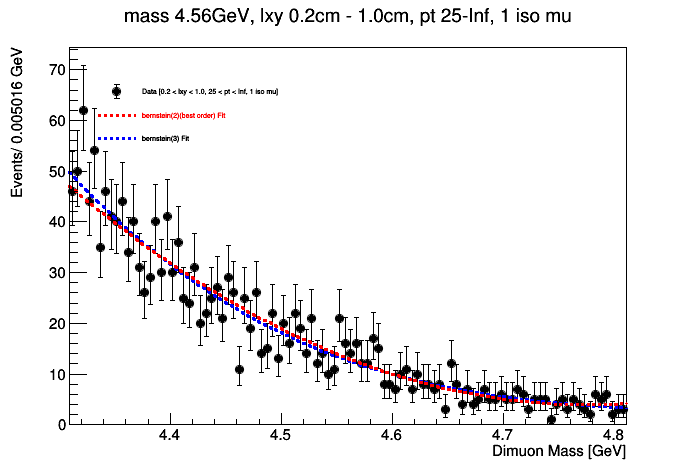 mass 4.56GeV, lxy 0.2cm - 1.0cm, pt 25-Inf, 1 iso mu
Events/ 0.005016 GeV
70
60
50
40
30
20
10
0
Data [0.2 < lxy < 1.0, 25 < pt < Inf, 1 iso mu]
bernstein(2)(best order) Fit
bernstein(3) Fit
4.4
4.5
4.6
4.7
4.8
Dimuon Mass [GeV]